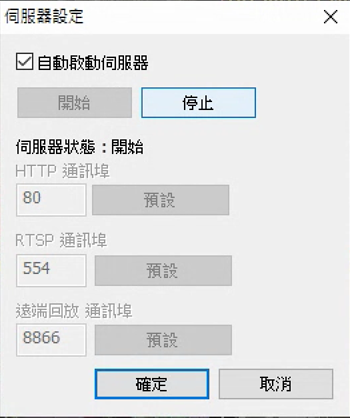 伺服器設定
自動啟動伺服器
開始 停止
伺服器狀態：開始
HTTP 通訊埠
80 預設
RTSP 通訊埠
554 預設
遠端回放 通訊埠
8866 預設
確定 取消